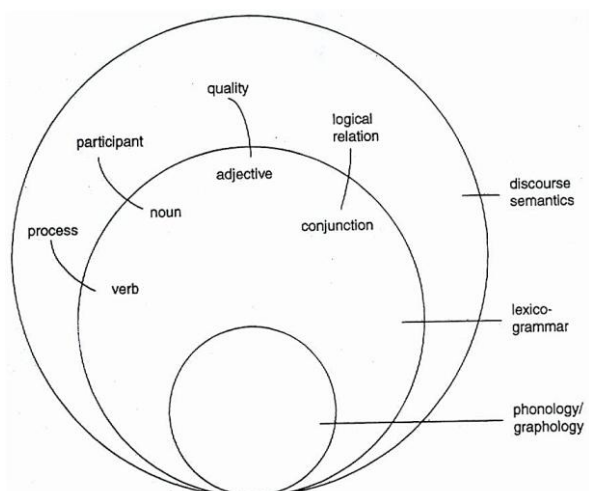 quality
logical
relation
participant
adjective
discourse
semantics
noun
conjunction
process
verb
lexico-
grammar
phonology/
graphology